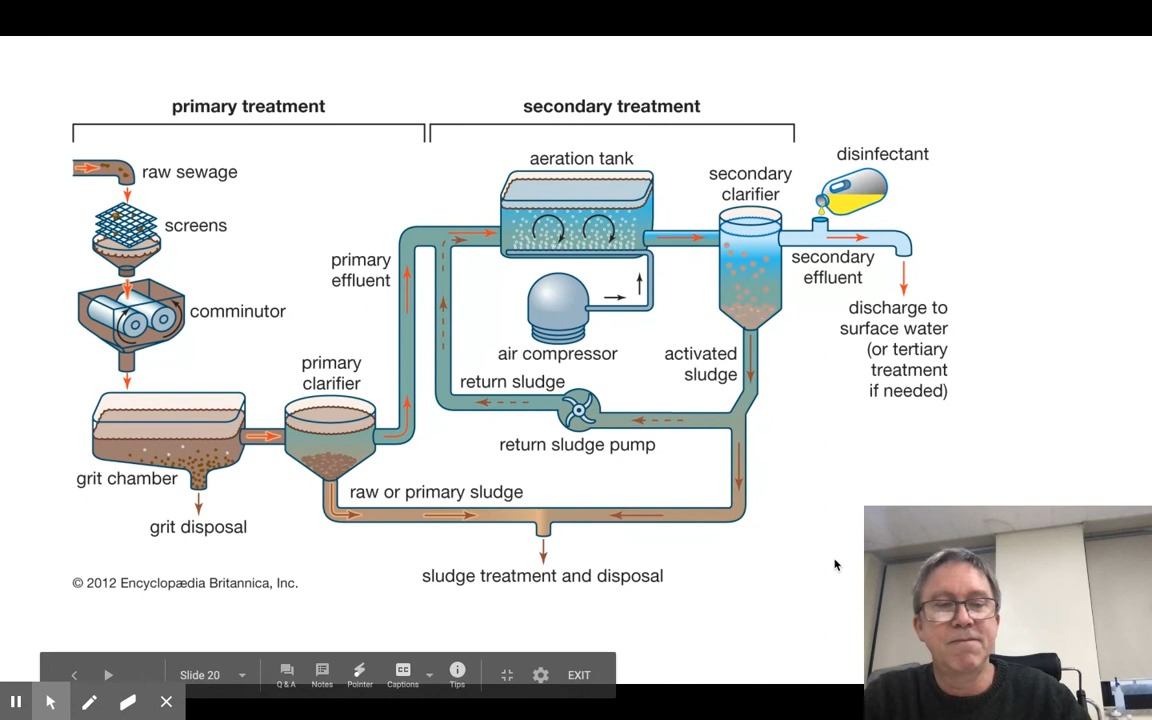 primary treatment
secondary treatment
raw sewage
screens
comminutor
grit chamber
grit disposal
primary
clarifier
primary
effluent
raw or primary sludge
aeration tank
air compressor
return sludge
return sludge pump
secondary
clarifier
activated
sludge
disinfectant
secondary
effluent
discharge to
surface water
(or tertiary
treatment
if needed)
sludge treatment and disposal
© 2012 Encyclopædia Britannica, Inc.
Slide 20
Q & A
Notes
Pointer
Captions
Tips
EXIT